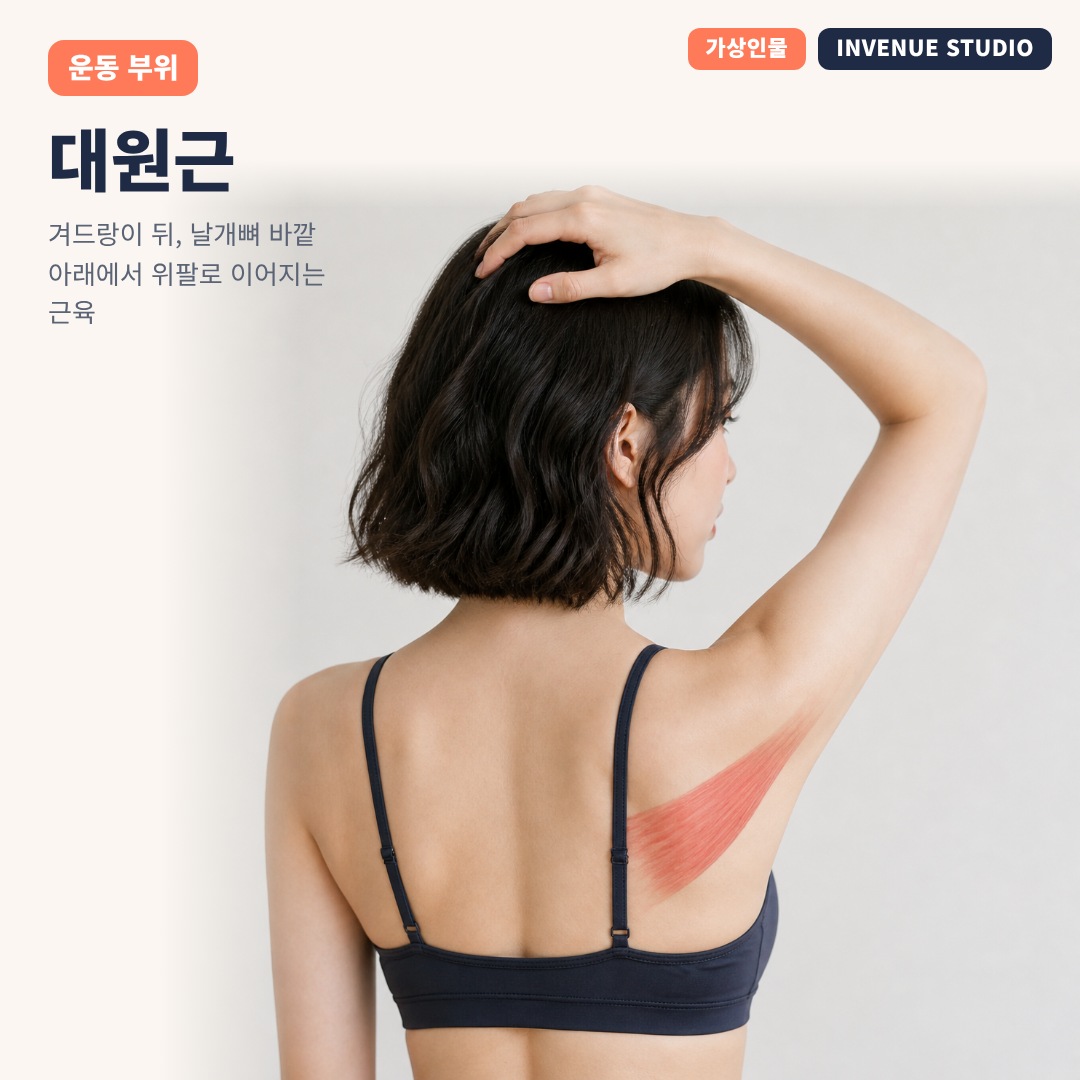 운동 부위
가상인물
INVENUE STUDIO
대원근
겨드랑이 뒤, 날개뼈 바깥
아래에서 위팔로 이어지는
근육